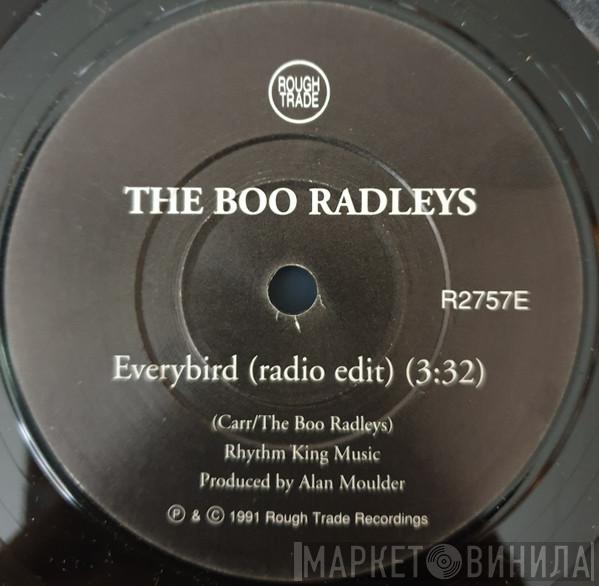 ROUGH
TRADE
THE BOO RADLEYS
R2757E
Everybird (radio edit) (3:32)
(Carr/The Boo Radleys)
Rhythm King Music
Produced by Alan Moulder
℗ & © 1991 Rough Trade Recordings
МАРКЕТ ВИНИЛА